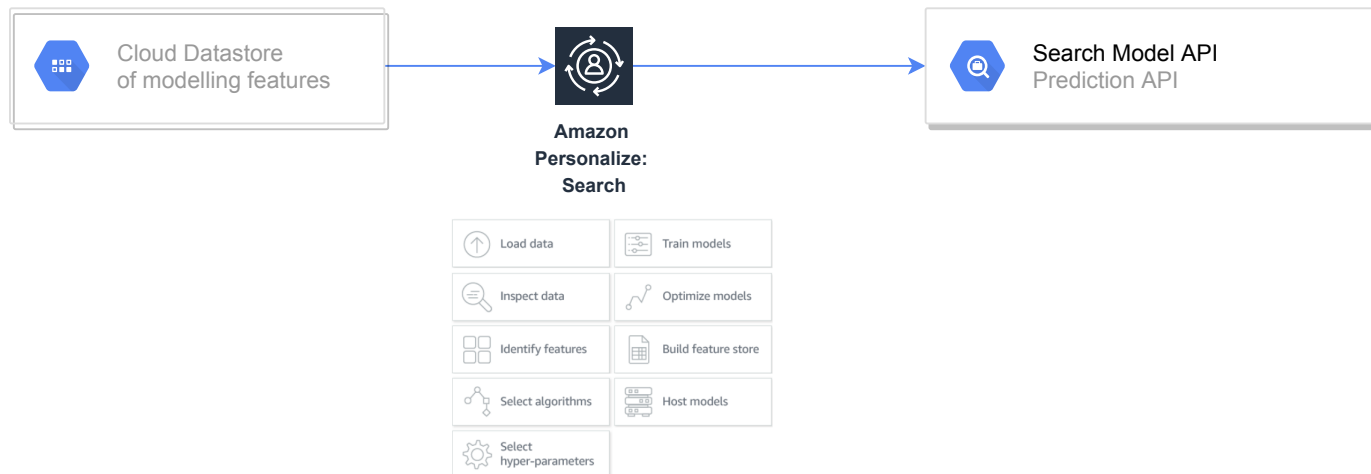 Cloud Datastore
of modelling features
Search Model API
Prediction API
Amazon
Personalize:
Search
Load data
Train models
Inspect data
Optimize models
Identify features
Build feature store
Select algorithms
Host models
Select
hyper-parameters